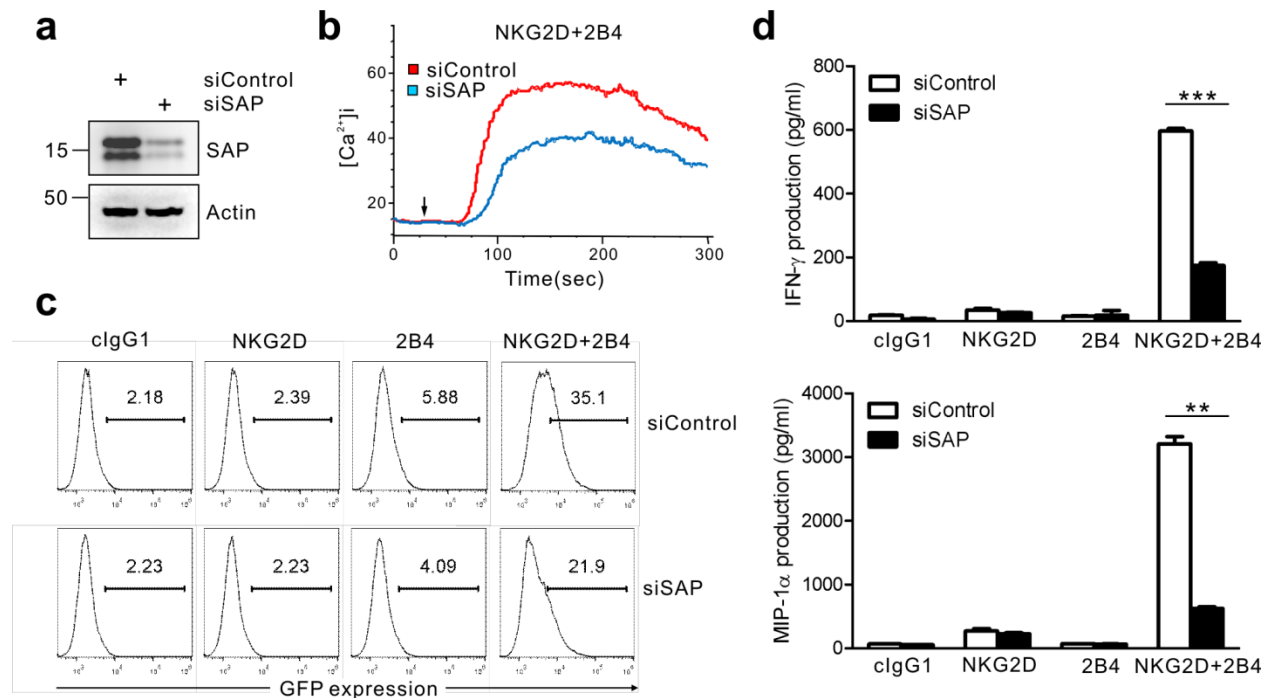 a
+ siControl
+ siSAP
15 SAP
50 Actin
b
NKG2D+2B4
siControl
siSAP
[Ca²⁺]i
60
40
20
0 100 200 300
Time(sec)
c
cIgG1 NKG2D 2B4 NKG2D+2B4
2.18 2.39 5.88 35.1 siControl
10² 10⁴ 10⁵ 10⁶
2.23 2.23 4.09 21.9 siSAP
GFP expression
d
IFN-γ production (pg/ml)
800
600
400
200
0
siControl
siSAP
***
cIgG1 NKG2D 2B4 NKG2D+2B4
MIP-1α production (pg/ml)
4000
3000
2000
1000
0
siControl
siSAP
**
cIgG1 NKG2D 2B4 NKG2D+2B4